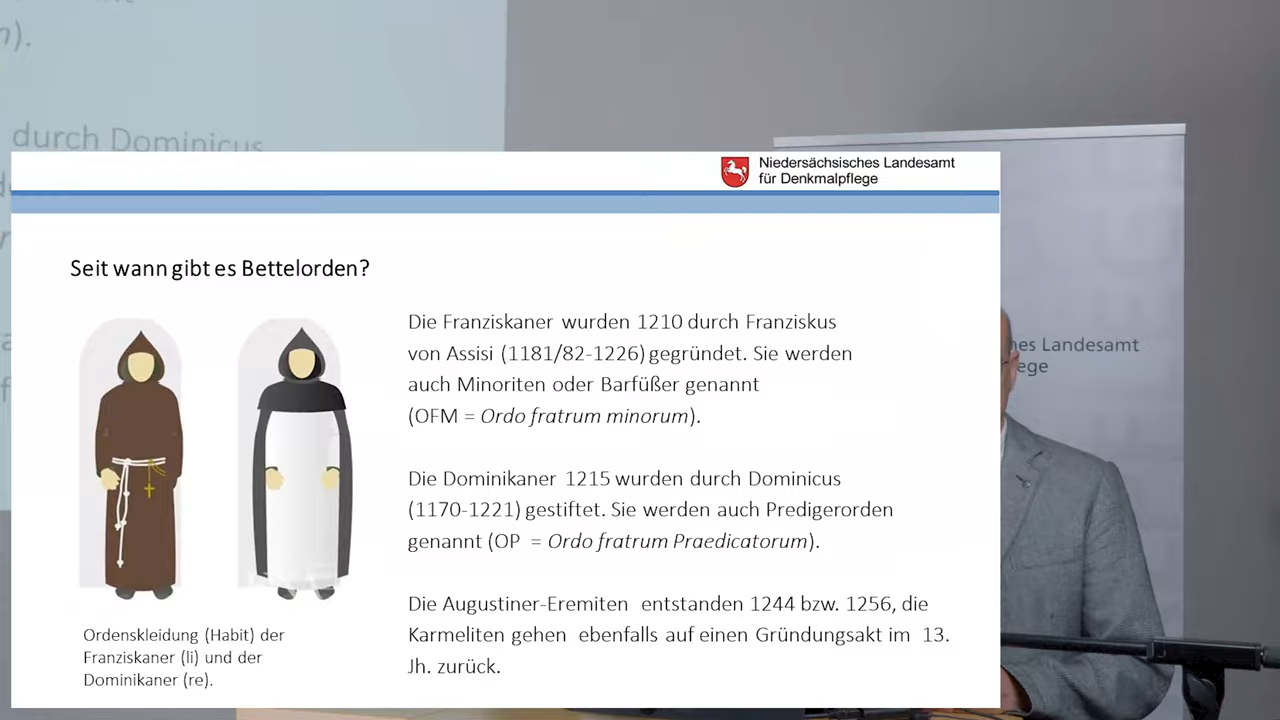 n).
durch Dominicus
Niedersächsisches Landesamt
für Denkmalpflege
Seit wann gibt es Bettelorden?
Die Franziskaner wurden 1210 durch Franziskus
von Assisi (1181/82-1226) gegründet. Sie werden
auch Minoriten oder Barfüßer genannt
(OFM = Ordo fratrum minorum).
Die Dominikaner 1215 wurden durch Dominicus
(1170-1221) gestiftet. Sie werden auch Predigerorden
genannt (OP = Ordo fratrum Praedicatorum).
Die Augustiner-Eremiten entstanden 1244 bzw. 1256, die
Karmeliten gehen ebenfalls auf einen Gründungsakt im 13.
Jh. zurück.
Ordenskleidung (Habit) der
Franziskaner (li) und der
Dominikaner (re).
hes Landesamt
ege